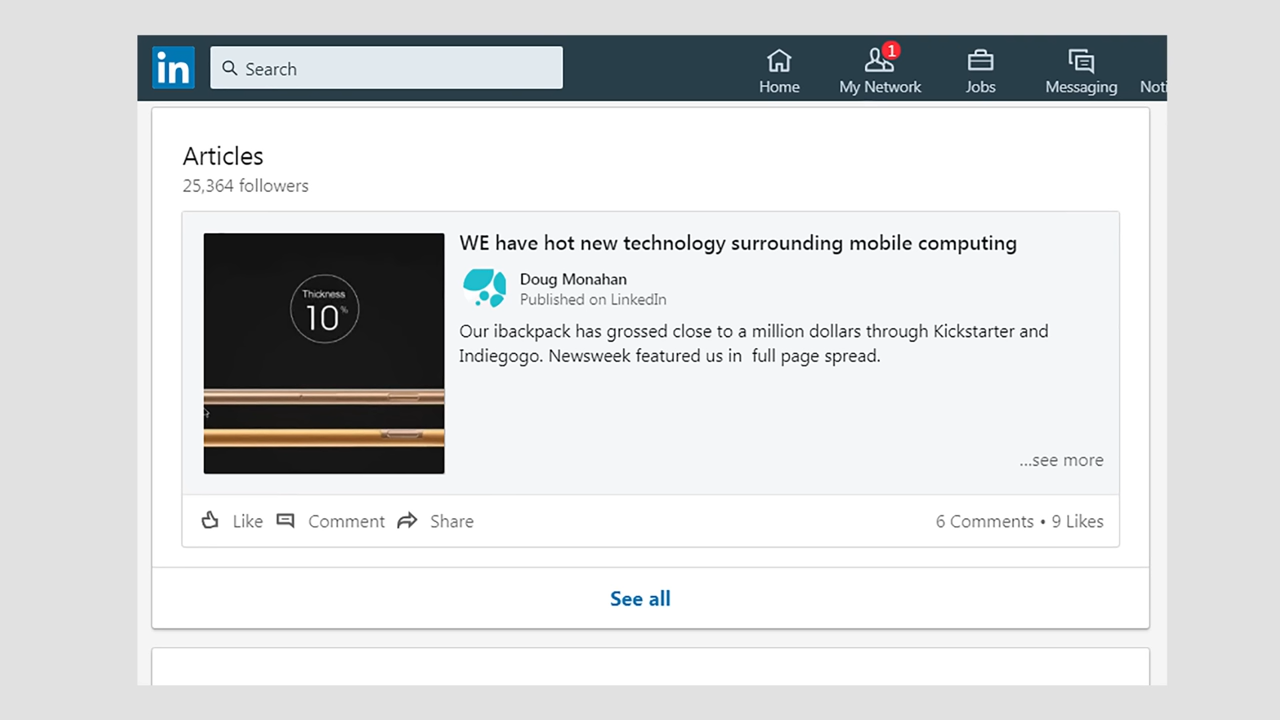 in
Search
1
Home
My Network
Jobs
Messaging
Noti
Articles
25,364 followers
Thickness
10%
WE have hot new technology surrounding mobile computing
Doug Monahan
Published on LinkedIn
Our ibackpack has grossed close to a million dollars through Kickstarter and
Indiegogo. Newsweek featured us in  full page spread.
...see more
Like Comment Share
6 Comments • 9 Likes
See all